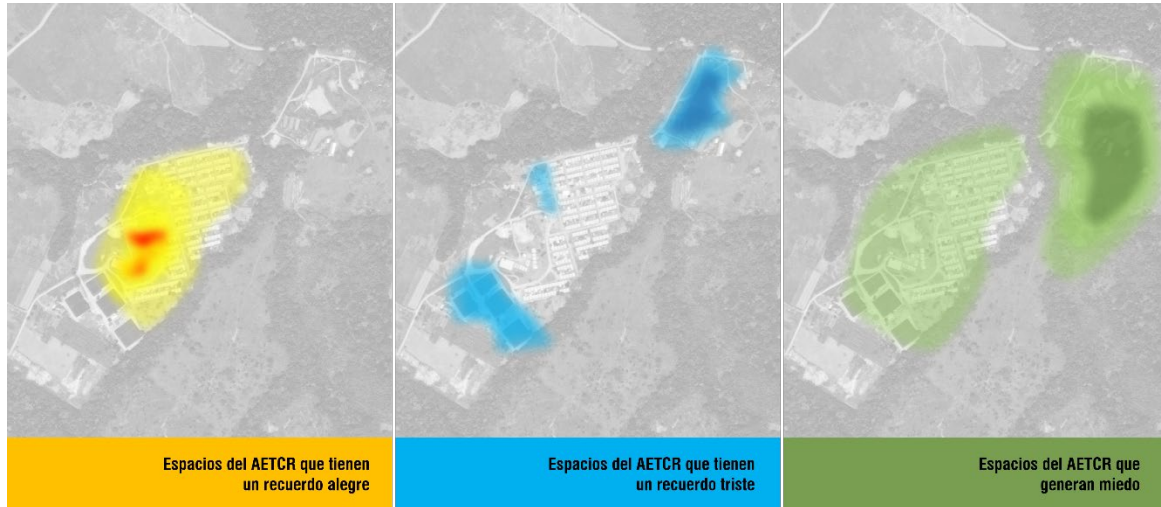 Espacios del AETCR que tienen
un recuerdo alegre
Espacios del AETCR que tienen
un recuerdo triste
Espacios del AETCR que
generan miedo